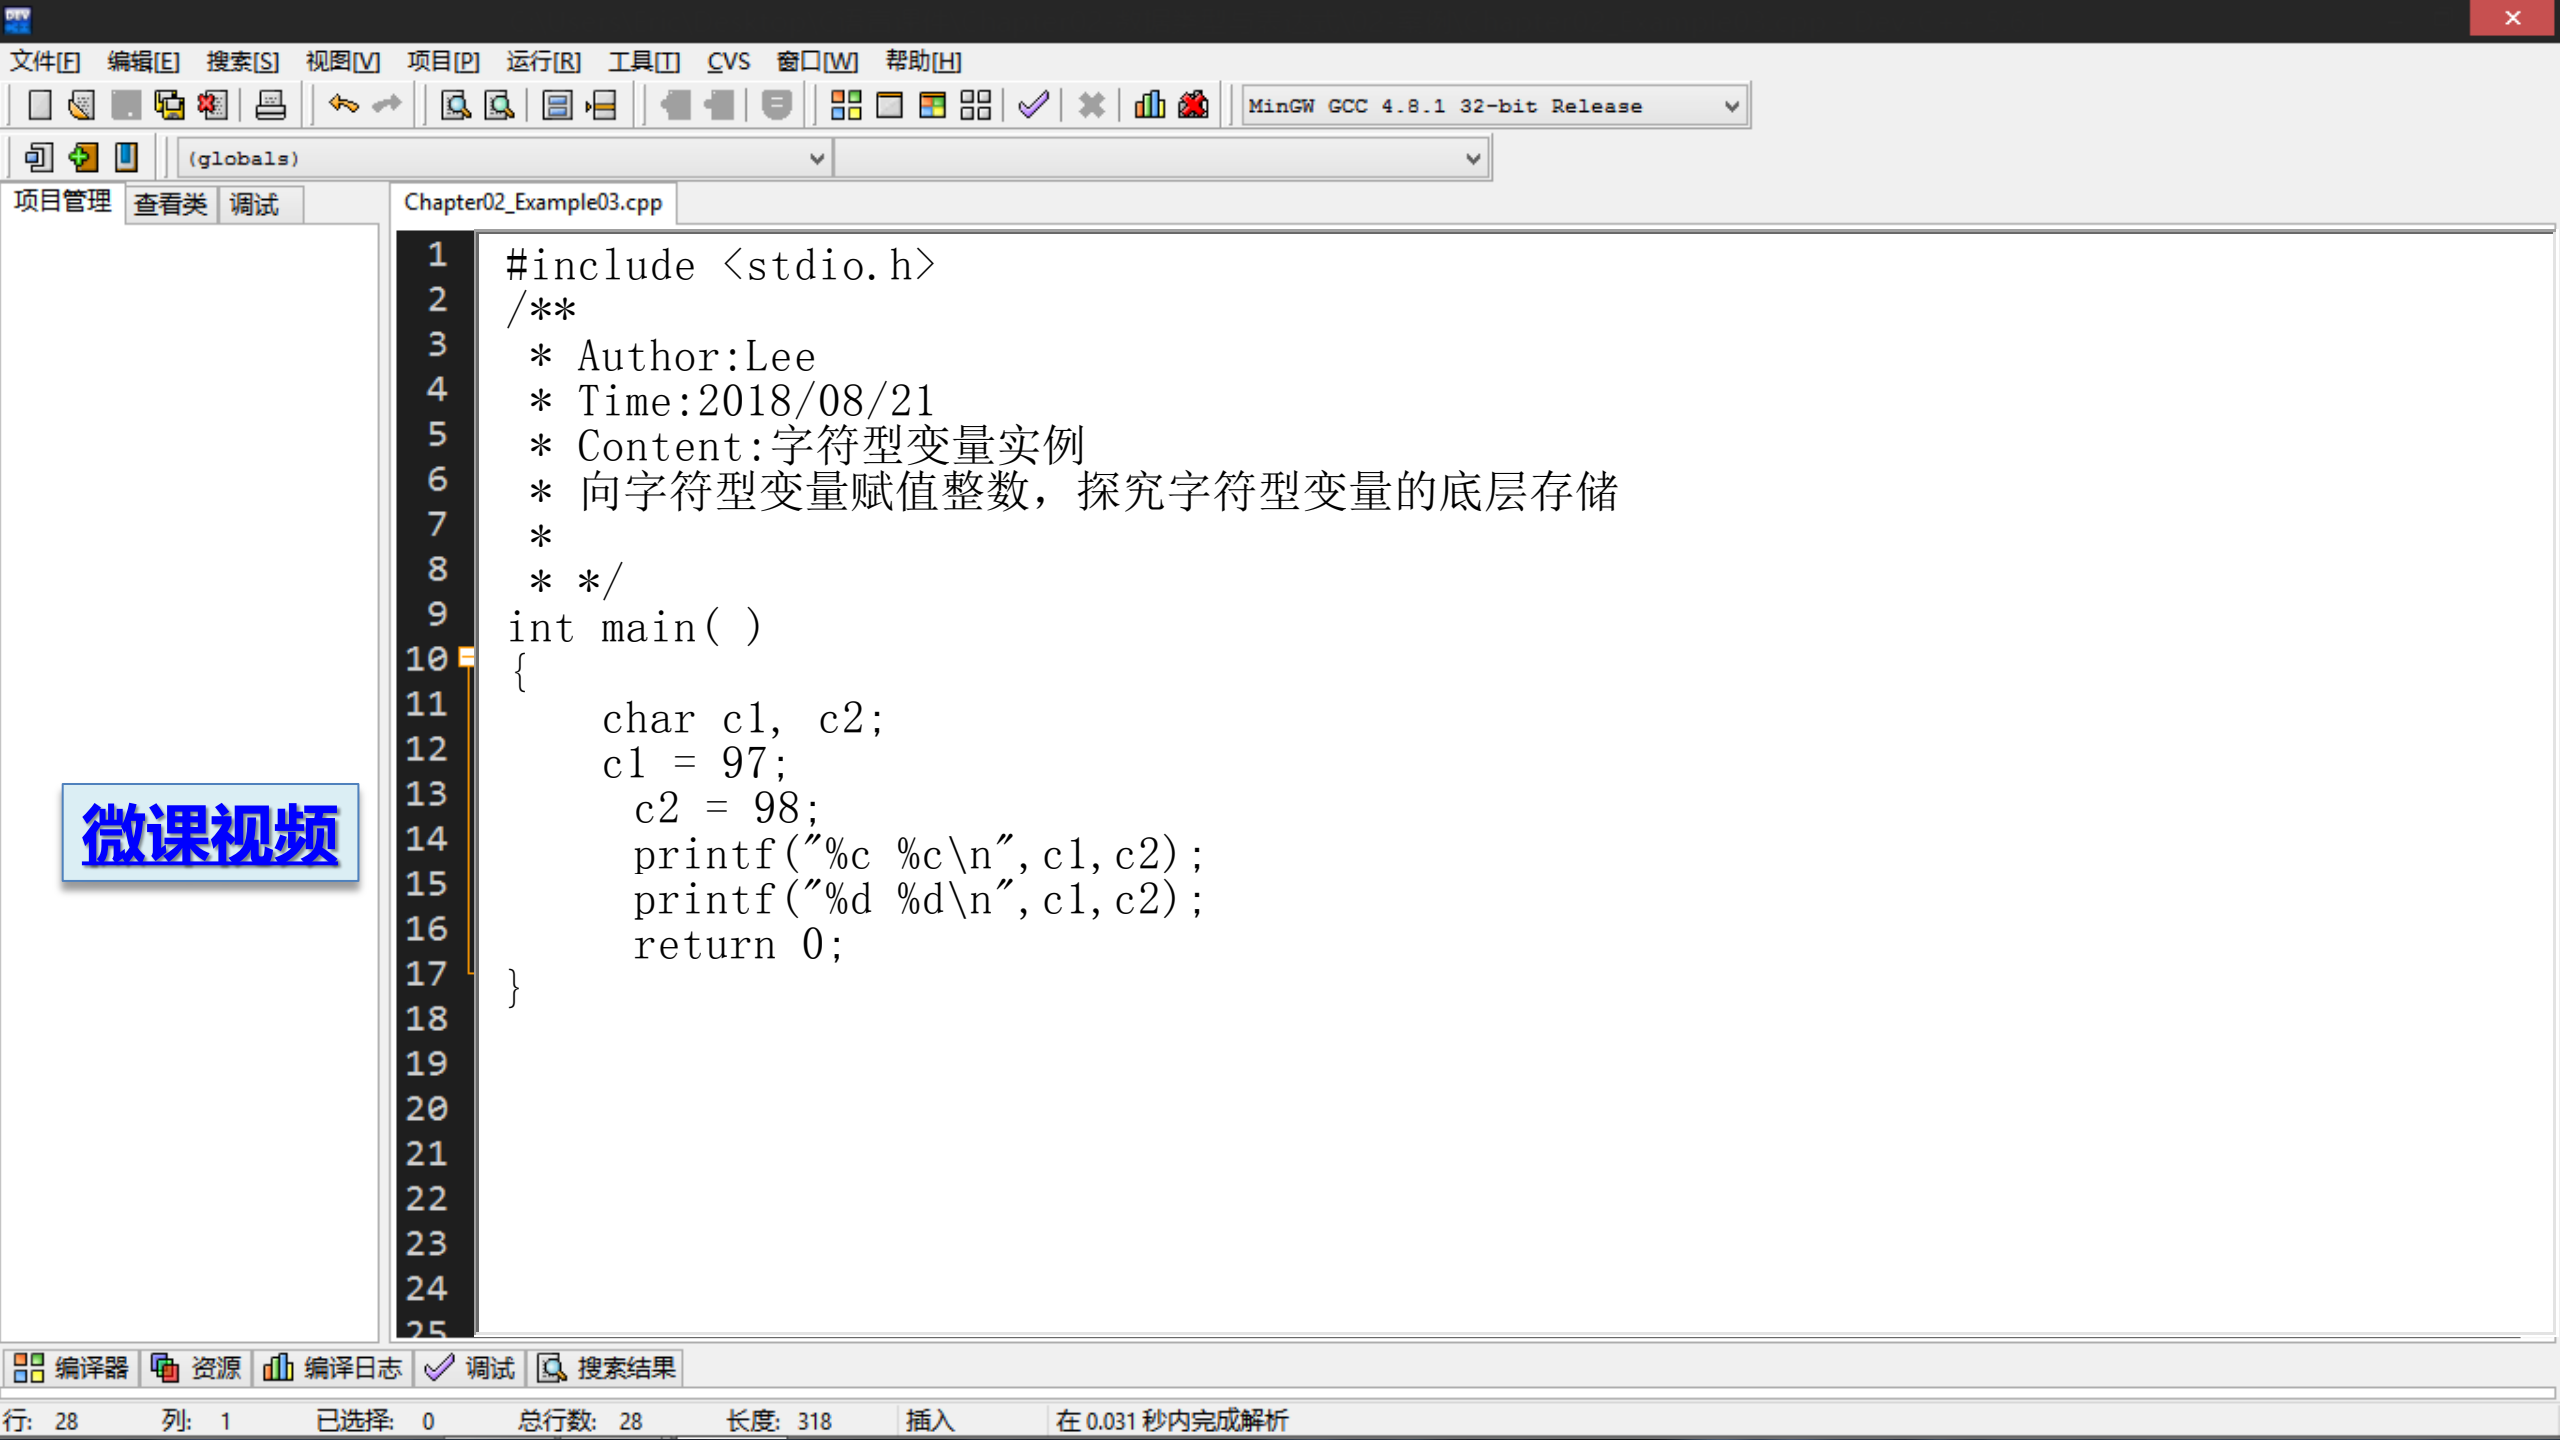 DEV
文件[F] 编辑[E] 搜索[S] 视图[V] 项目[P] 运行[R] 工具[T] CVS 窗口[W] 帮助[H]
MinGW GCC 4.8.1 32-bit Release
(globals)
项目管理 查看类 调试
Chapter02_Example03.cpp
1 #include <stdio.h>
2 /**
3 * Author:Lee
4 * Time:2018/08/21
5 * Content:字符型变量实例
6 * 向字符型变量赋值整数，探究字符型变量的底层存储
7 *
8 * */
9 int main( )
10 {
11 char c1, c2;
12 c1 = 97;
13 c2 = 98;
14 printf("%c %c\n",c1,c2);
15 printf("%d %d\n",c1,c2);
16 return 0;
17 }
18
19
20
21
22
23
24
25
微课视频
编译器 资源 编译日志 调试 搜索结果
行: 28 列: 1 已选择: 0 总行数: 28 长度: 318 插入 在 0.031 秒内完成解析